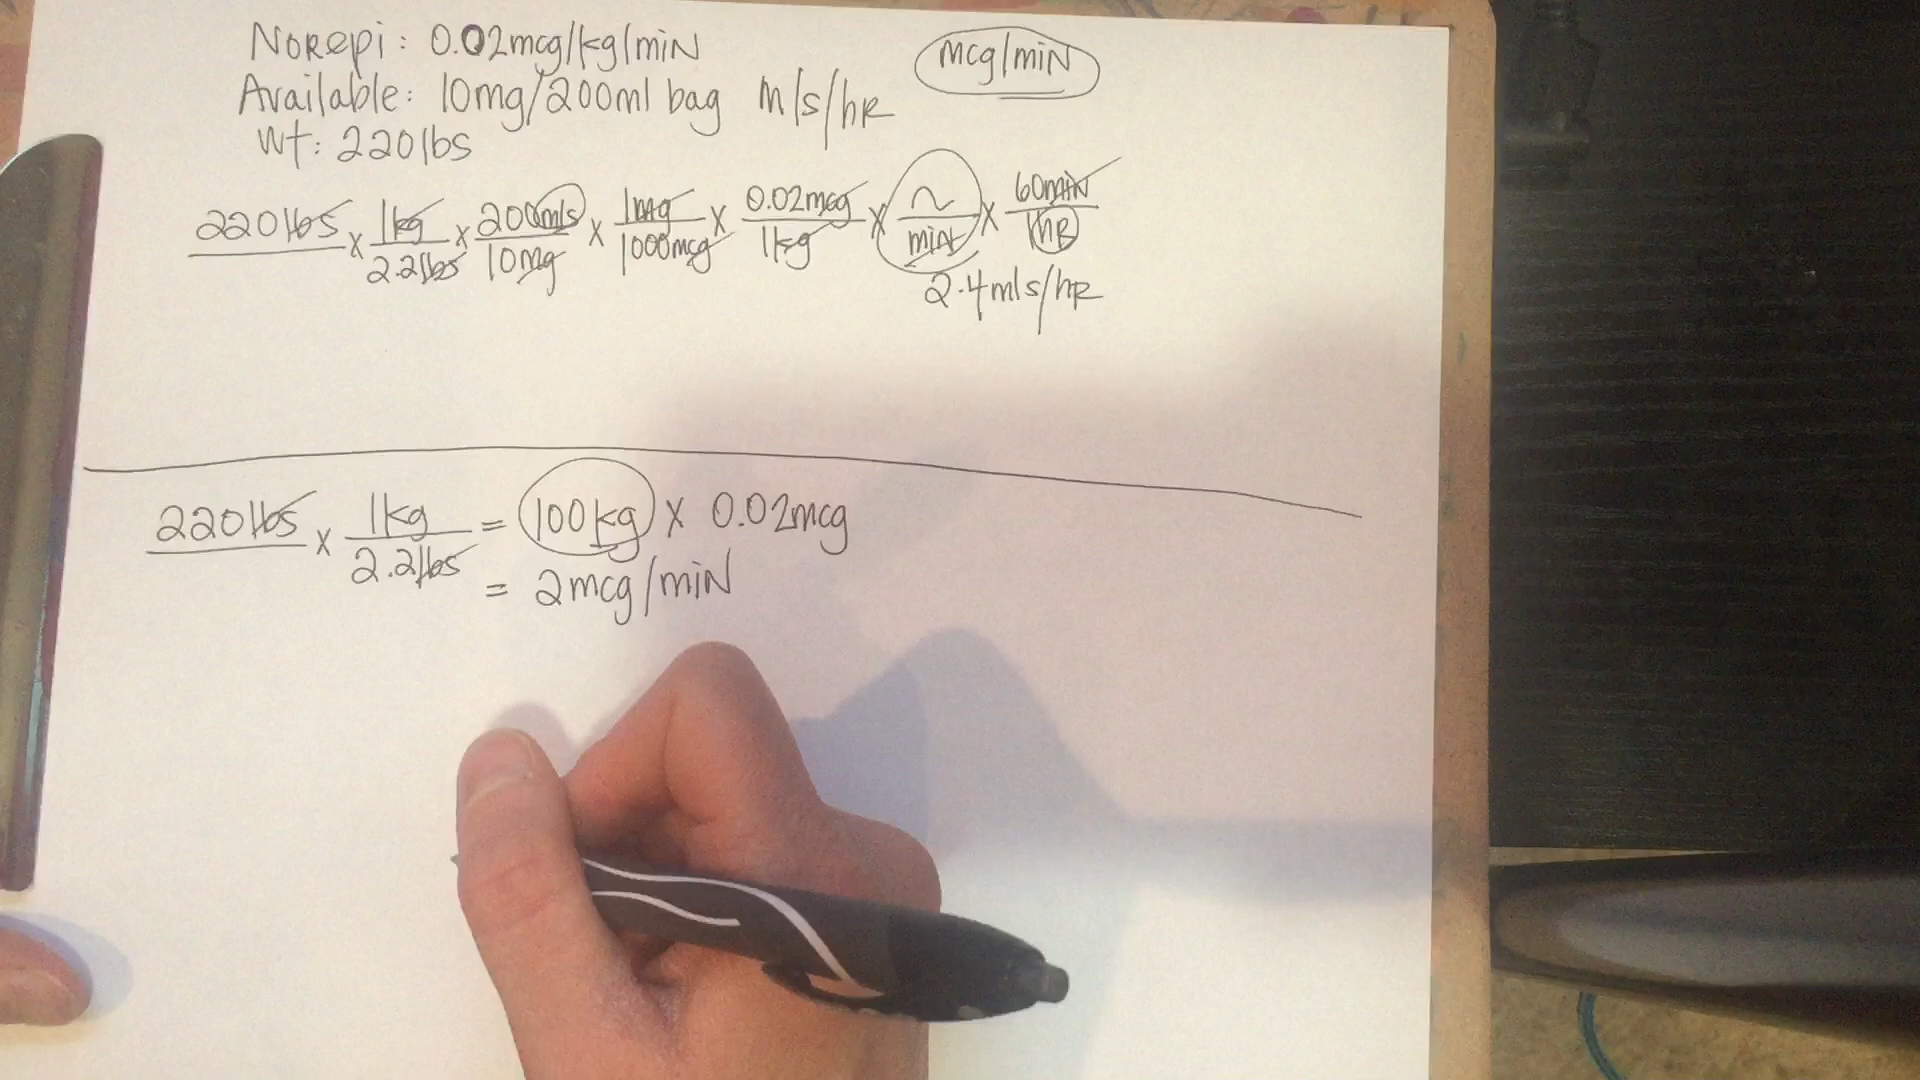 Norepi: 0.02mcg/kg/min
mcg/min
Available: 10mg/200ml bag mls/hr
Wt: 220lbs
220lbs x 1kg/2.2lbs x 200mls/10mg x 1mg/1000mcg x 0.02mcg/1kg x ~/min x 60min/1hr
2.4mls/hr
220lbs x 1kg/2.2lbs = 100kg x 0.02mcg
= 2mcg/min